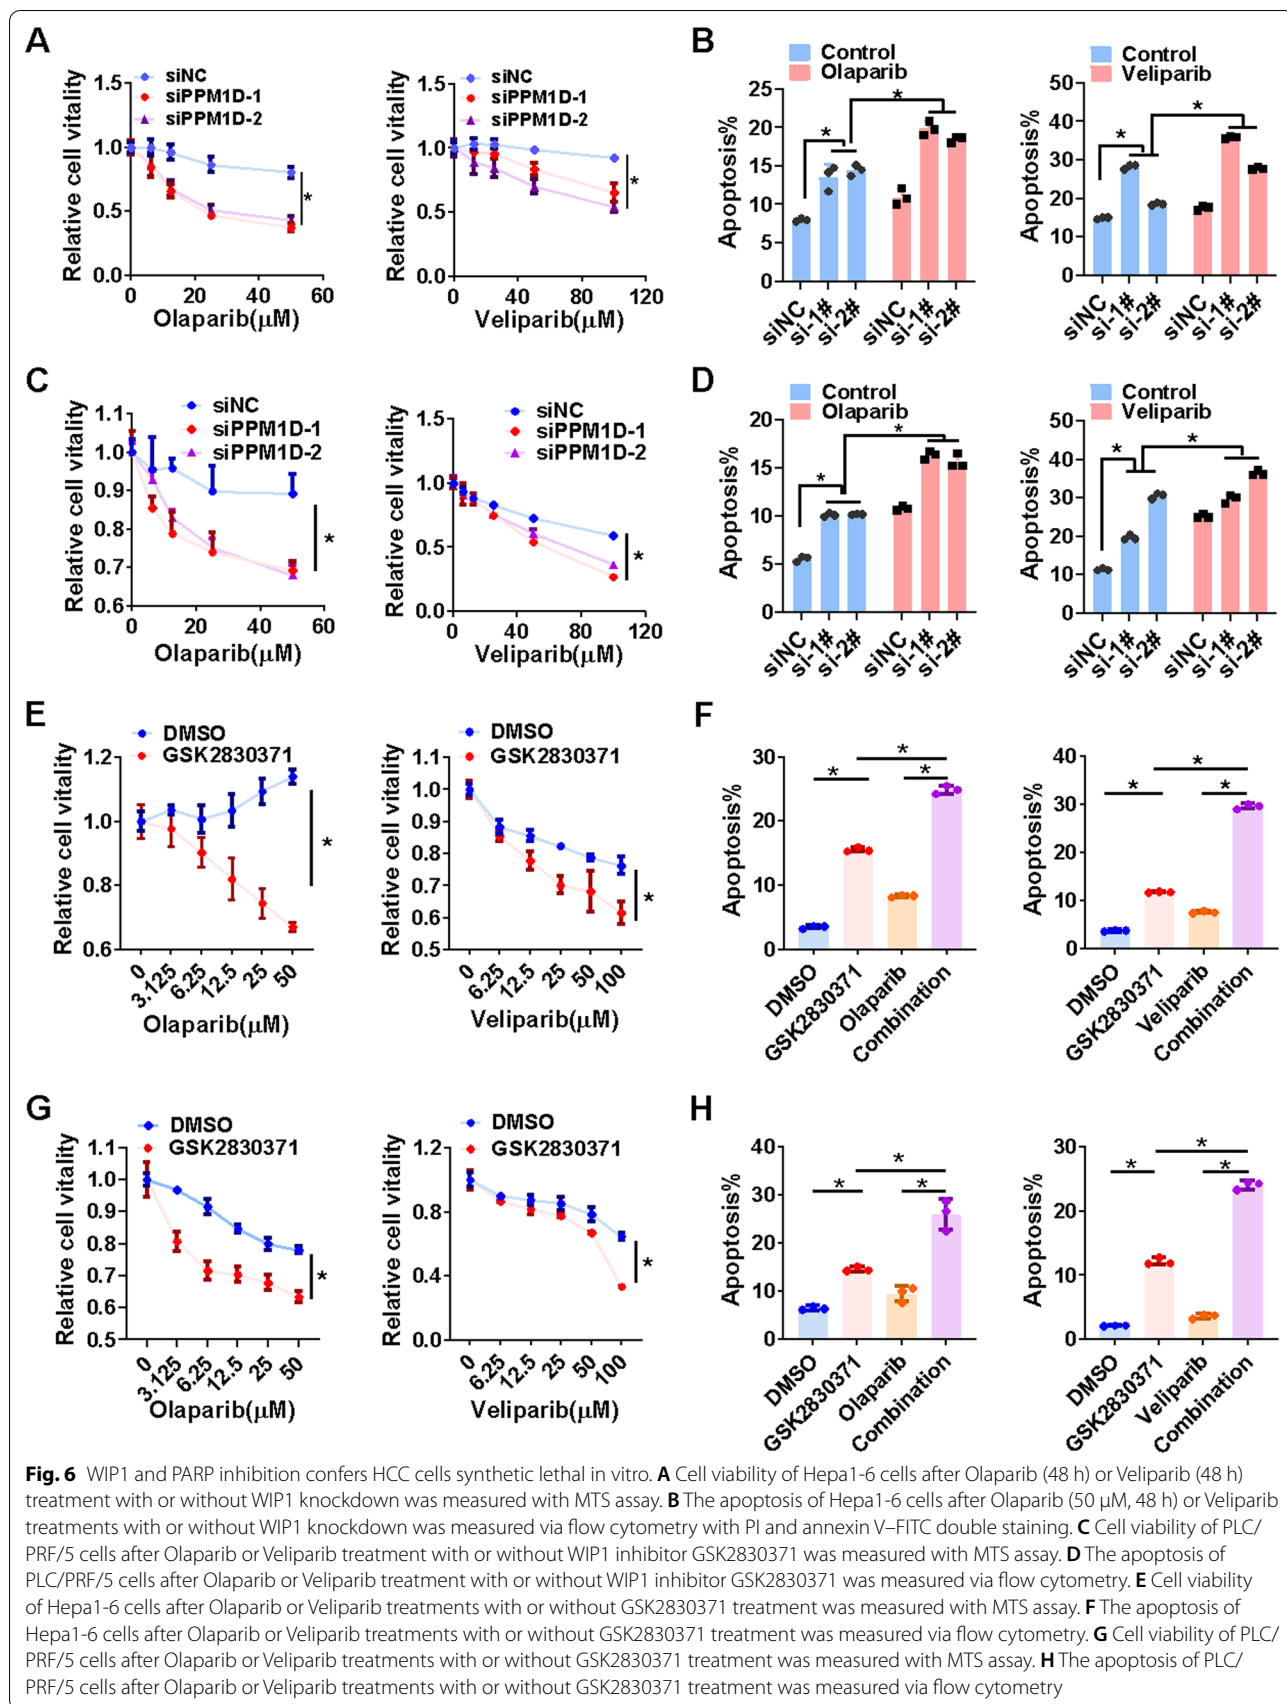 A
siNC
siPPM1D-1
siPPM1D-2
Relative cell vitality
1.5
1.0
0.5
0.0
0 20 40 60
Olaparib(μM)
siNC
siPPM1D-1
siPPM1D-2
Relative cell vitality
1.5
1.0
0.5
0.0
0 40 80 120
Veliparib(μM)
*
*
B
Control
Olaparib
Apoptosis%
25
20
15
10
5
0
siNC si-1# si-2# siNC si-1# si-2#
* *
Control
Veliparib
Apoptosis%
50
40
30
20
10
0
siNC si-1# si-2# siNC si-1# si-2#
* *
C
siNC
siPPM1D-1
siPPM1D-2
Relative cell vitality
1.1
1.0
0.9
0.8
0.7
0.6
0 20 40 60
Olaparib(μM)
*
siNC
siPPM1D-1
siPPM1D-2
Relative cell vitality
1.5
1.0
0.5
0.0
0 40 80 120
Veliparib(μM)
*
D
Control
Olaparib
Apoptosis%
20
15
10
5
0
siNC si-1# si-2# siNC si-1# si-2#
* *
Control
Veliparib
Apoptosis%
50
40
30
20
10
0
siNC si-1# si-2# siNC si-1# si-2#
* *
E
DMSO
GSK2830371
Relative cell vitality
1.2
1.0
0.8
0.6
0 3.125 6.25 12.5 25 50
Olaparib(μM)
*
DMSO
GSK2830371
Relative cell vitality
1.1
1.0
0.9
0.8
0.7
0.6
0.5
0 6.25 12.5 25 50 100
Veliparib(μM)
*
F
Apoptosis%
30
20
10
0
DMSO GSK2830371 Olaparib Combination
* * *
Apoptosis%
40
30
20
10
0
DMSO GSK2830371 Veliparib Combination
* * *
G
DMSO
GSK2830371
Relative cell vitality
1.1
1.0
0.9
0.8
0.7
0.6
0.5
0 3.125 6.25 12.5 25 50
Olaparib(μM)
*
DMSO
GSK2830371
Relative cell vitality
1.2
0.8
0.4
0.0
0 6.25 12.5 25 50 100
Veliparib(μM)
*
H
Apoptosis%
40
30
20
10
0
DMSO GSK2830371 Olaparib Combination
* * *
Apoptosis%
30
20
10
0
DMSO GSK2830371 Veliparib Combination
* * *
Fig. 6 WIP1 and PARP inhibition confers HCC cells synthetic lethal in vitro. A Cell viability of Hepa1-6 cells after Olaparib (48 h) or Veliparib (48 h)
treatment with or without WIP1 knockdown was measured with MTS assay. B The apoptosis of Hepa1-6 cells after Olaparib (50 μM, 48 h) or Veliparib
treatments with or without WIP1 knockdown was measured via flow cytometry with PI and annexin V–FITC double staining. C Cell viability of PLC/
PRF/5 cells after Olaparib or Veliparib treatment with or without WIP1 inhibitor GSK2830371 was measured with MTS assay. D The apoptosis of
PLC/PRF/5 cells after Olaparib or Veliparib treatment with or without WIP1 inhibitor GSK2830371 was measured via flow cytometry. E Cell viability
of Hepa1-6 cells after Olaparib or Veliparib treatments with or without GSK2830371 treatment was measured with MTS assay. F The apoptosis of
Hepa1-6 cells after Olaparib or Veliparib treatments with or without GSK2830371 treatment was measured via flow cytometry. G Cell viability of PLC/
PRF/5 cells after Olaparib or Veliparib treatments with or without GSK2830371 treatment was measured with MTS assay. H The apoptosis of PLC/
PRF/5 cells after Olaparib or Veliparib treatments with or without GSK2830371 treatment was measured via flow cytometry